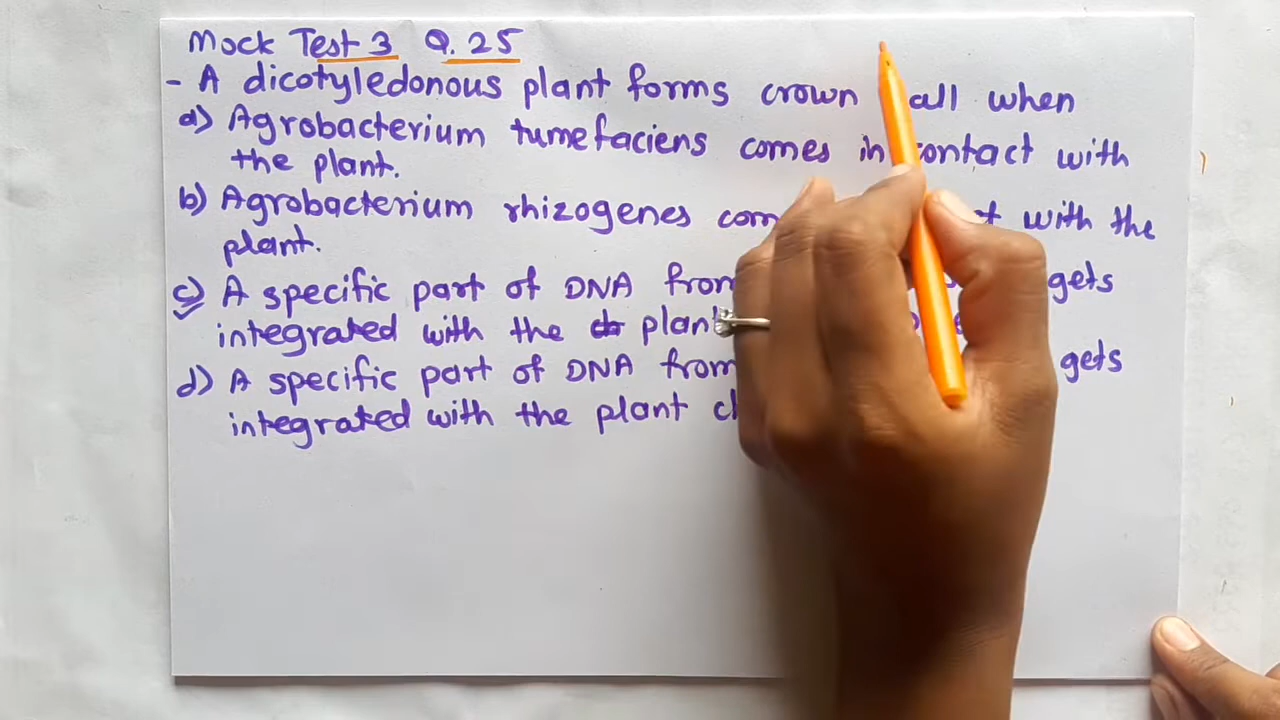 Mock Test 3 Q. 25
- A dicotyledonous plant forms crown all when
a) Agrobacterium tumefaciens comes in contact with
the plant.
b) Agrobacterium rhizogenes com with the
plant.
c) A specific part of DNA from gets
integrated with the plant
d) A specific part of DNA from gets
integrated with the plant